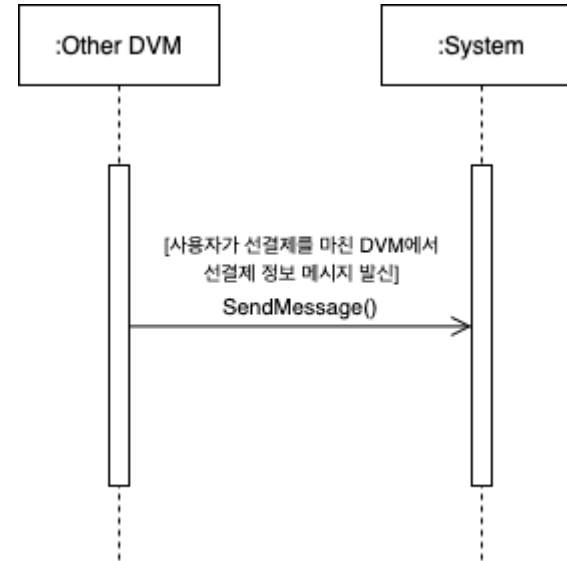 :Other DVM
:System
[사용자가 선결제를 마친 DVM에서
선결제 정보 메시지 발신]
SendMessage()